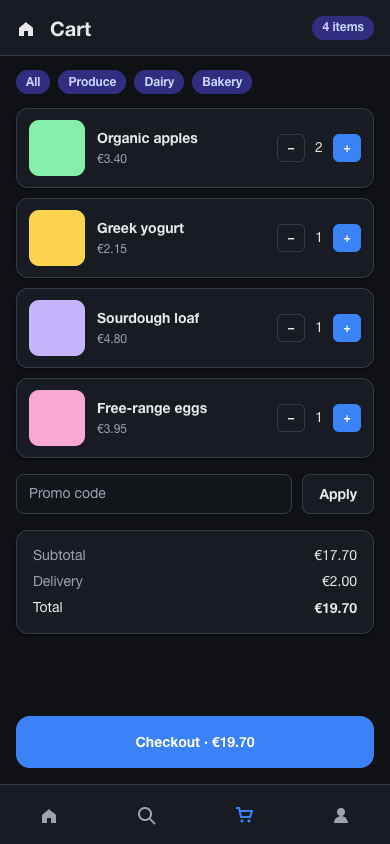 Cart
4 items
All Produce Dairy Bakery
Organic apples
€3.40
− 2 +
Greek yogurt
€2.15
− 1 +
Sourdough loaf
€4.80
− 1 +
Free-range eggs
€3.95
− 1 +
Promo code
Apply
Subtotal €17.70
Delivery €2.00
Total €19.70
Checkout · €19.70